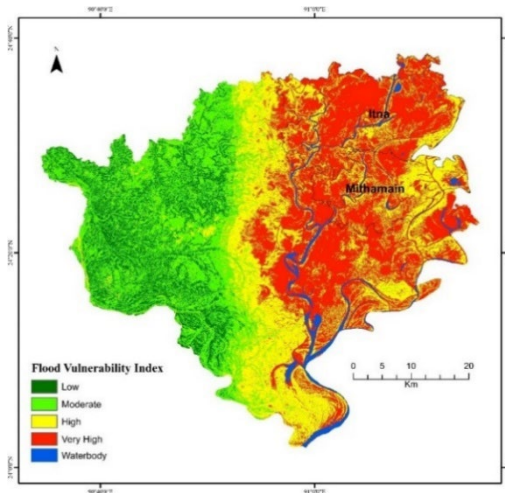 N
Itna
Mithamain
Flood Vulnerability Index
Low
Moderate
High
Very High
Waterbody
0 5 10 20
Km